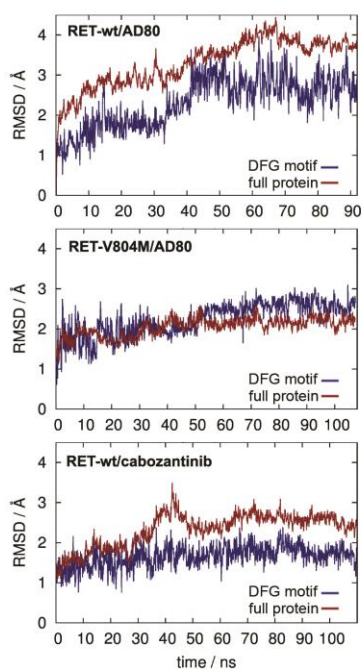 RET-wt/AD80
RMSD / Å
4
3
2
1
0
DFG motif
full protein
0 10 20 30 40 50 60 70 80 90
RET-V804M/AD80
RMSD / Å
4
3
2
1
0
DFG motif
full protein
0 10 20 30 40 50 60 70 80 90 100
RET-wt/cabozantinib
RMSD / Å
4
3
2
1
0
DFG motif
full protein
0 10 20 30 40 50 60 70 80 90 100
time / ns